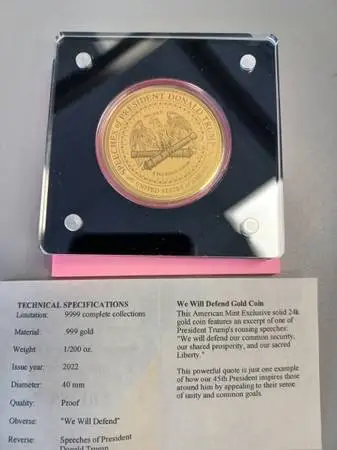 SPEECHES OF PRESIDENT DONALD TRUMP
UNITED STATES OF
TECHNICAL SPECIFICATIONS
Limitation: 9999 complete collections
Material: .999 gold
Weight: 1/200 oz.
Issue year: 2022
Diameter: 40 mm
Quality: Proof
Obverse: "We Will Defend"
Reverse: Speeches of President
Donald Trump
We Will Defend Gold Coin
This American Mint Exclusive solid 24k
gold coin features an excerpt of one of
President Trump's rousing speeches:
"We will defend our common security,
our shared prosperity, and our sacred
Liberty."
This powerful quote is just one example
of how our 45th President inspires those
around him by appealing to their sense
of unity and common goals.